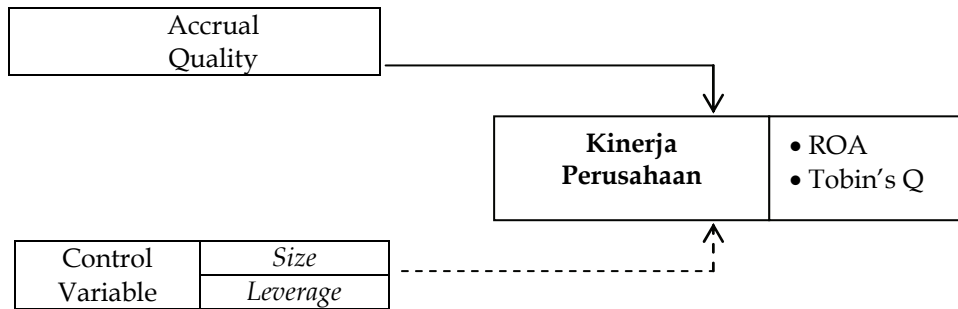 Accrual
Quality
Kinerja
Perusahaan
• ROA
• Tobin’s Q
Control
Variable
Size
Leverage